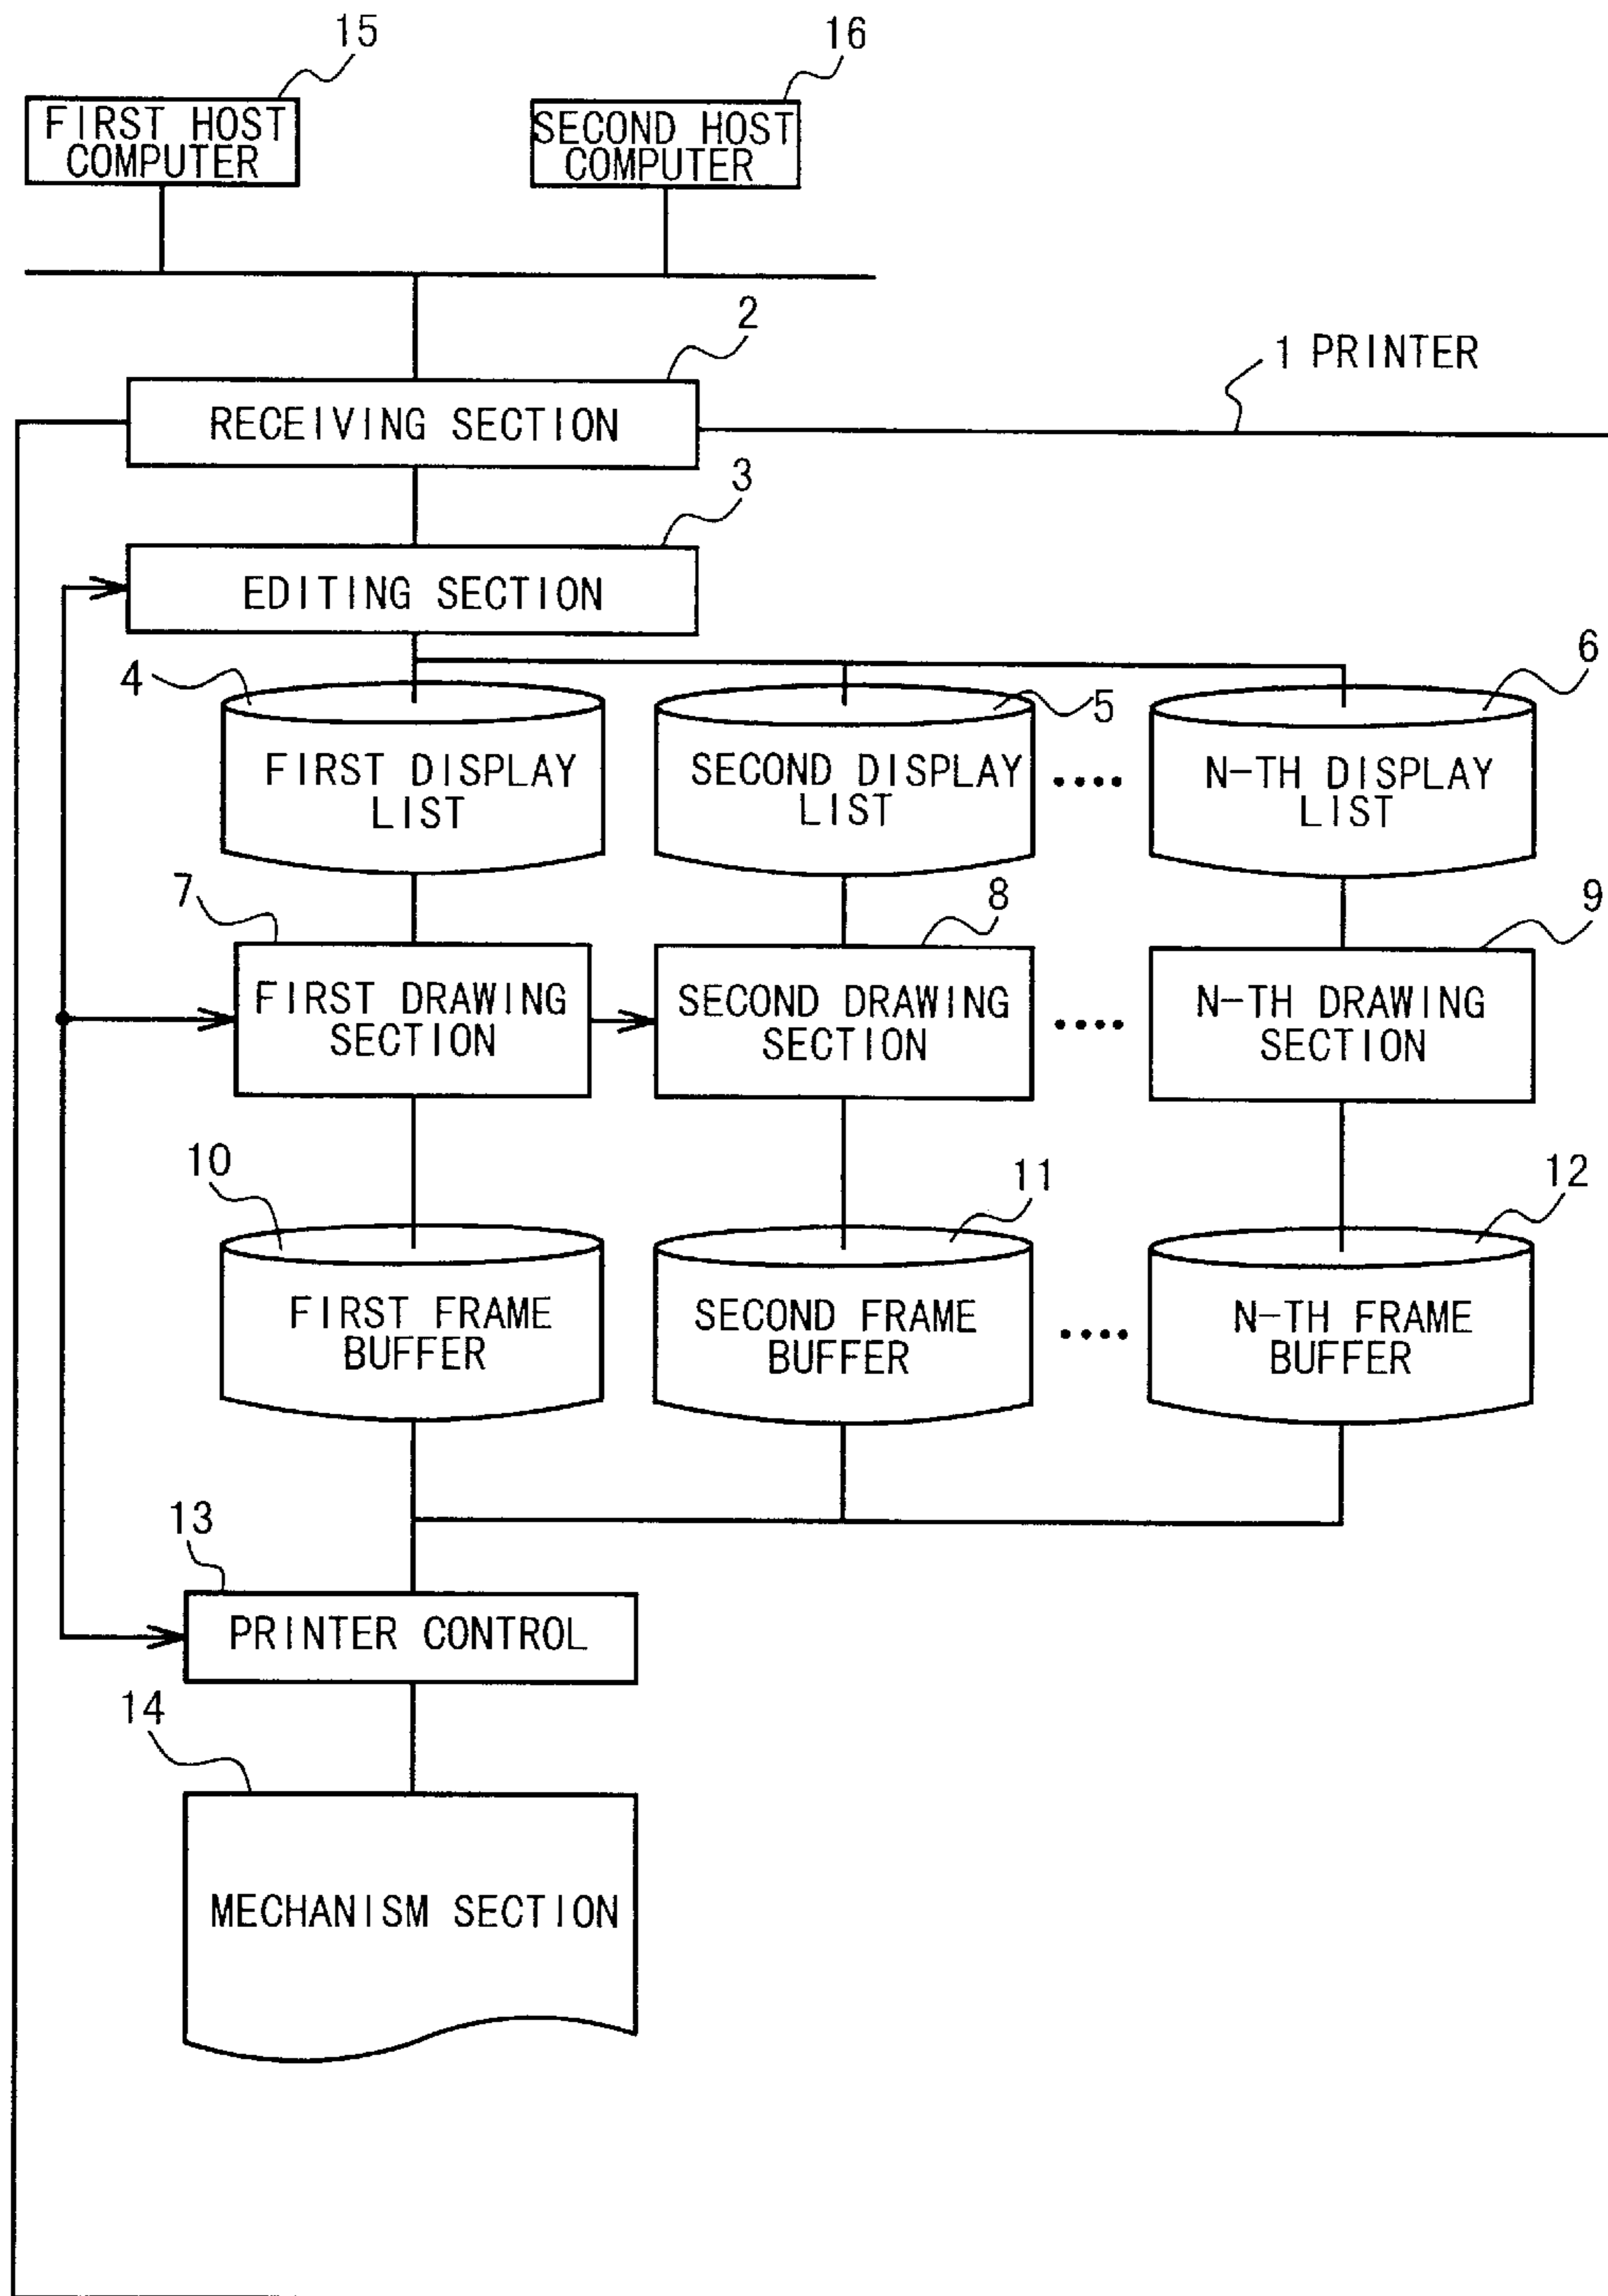 15
16
FIRST HOST
COMPUTER
SECOND HOST
COMPUTER
2
1 PRINTER
RECEIVING SECTION
3
EDITING SECTION
4
5
6
FIRST DISPLAY
LIST
SECOND DISPLAY
LIST
....
N-TH DISPLAY
LIST
7
8
9
FIRST DRAWING
SECTION
SECOND DRAWING
SECTION
....
N-TH DRAWING
SECTION
10
11
12
FIRST FRAME
BUFFER
SECOND FRAME
BUFFER
....
N-TH FRAME
BUFFER
13
PRINTER CONTROL
14
MECHANISM SECTION